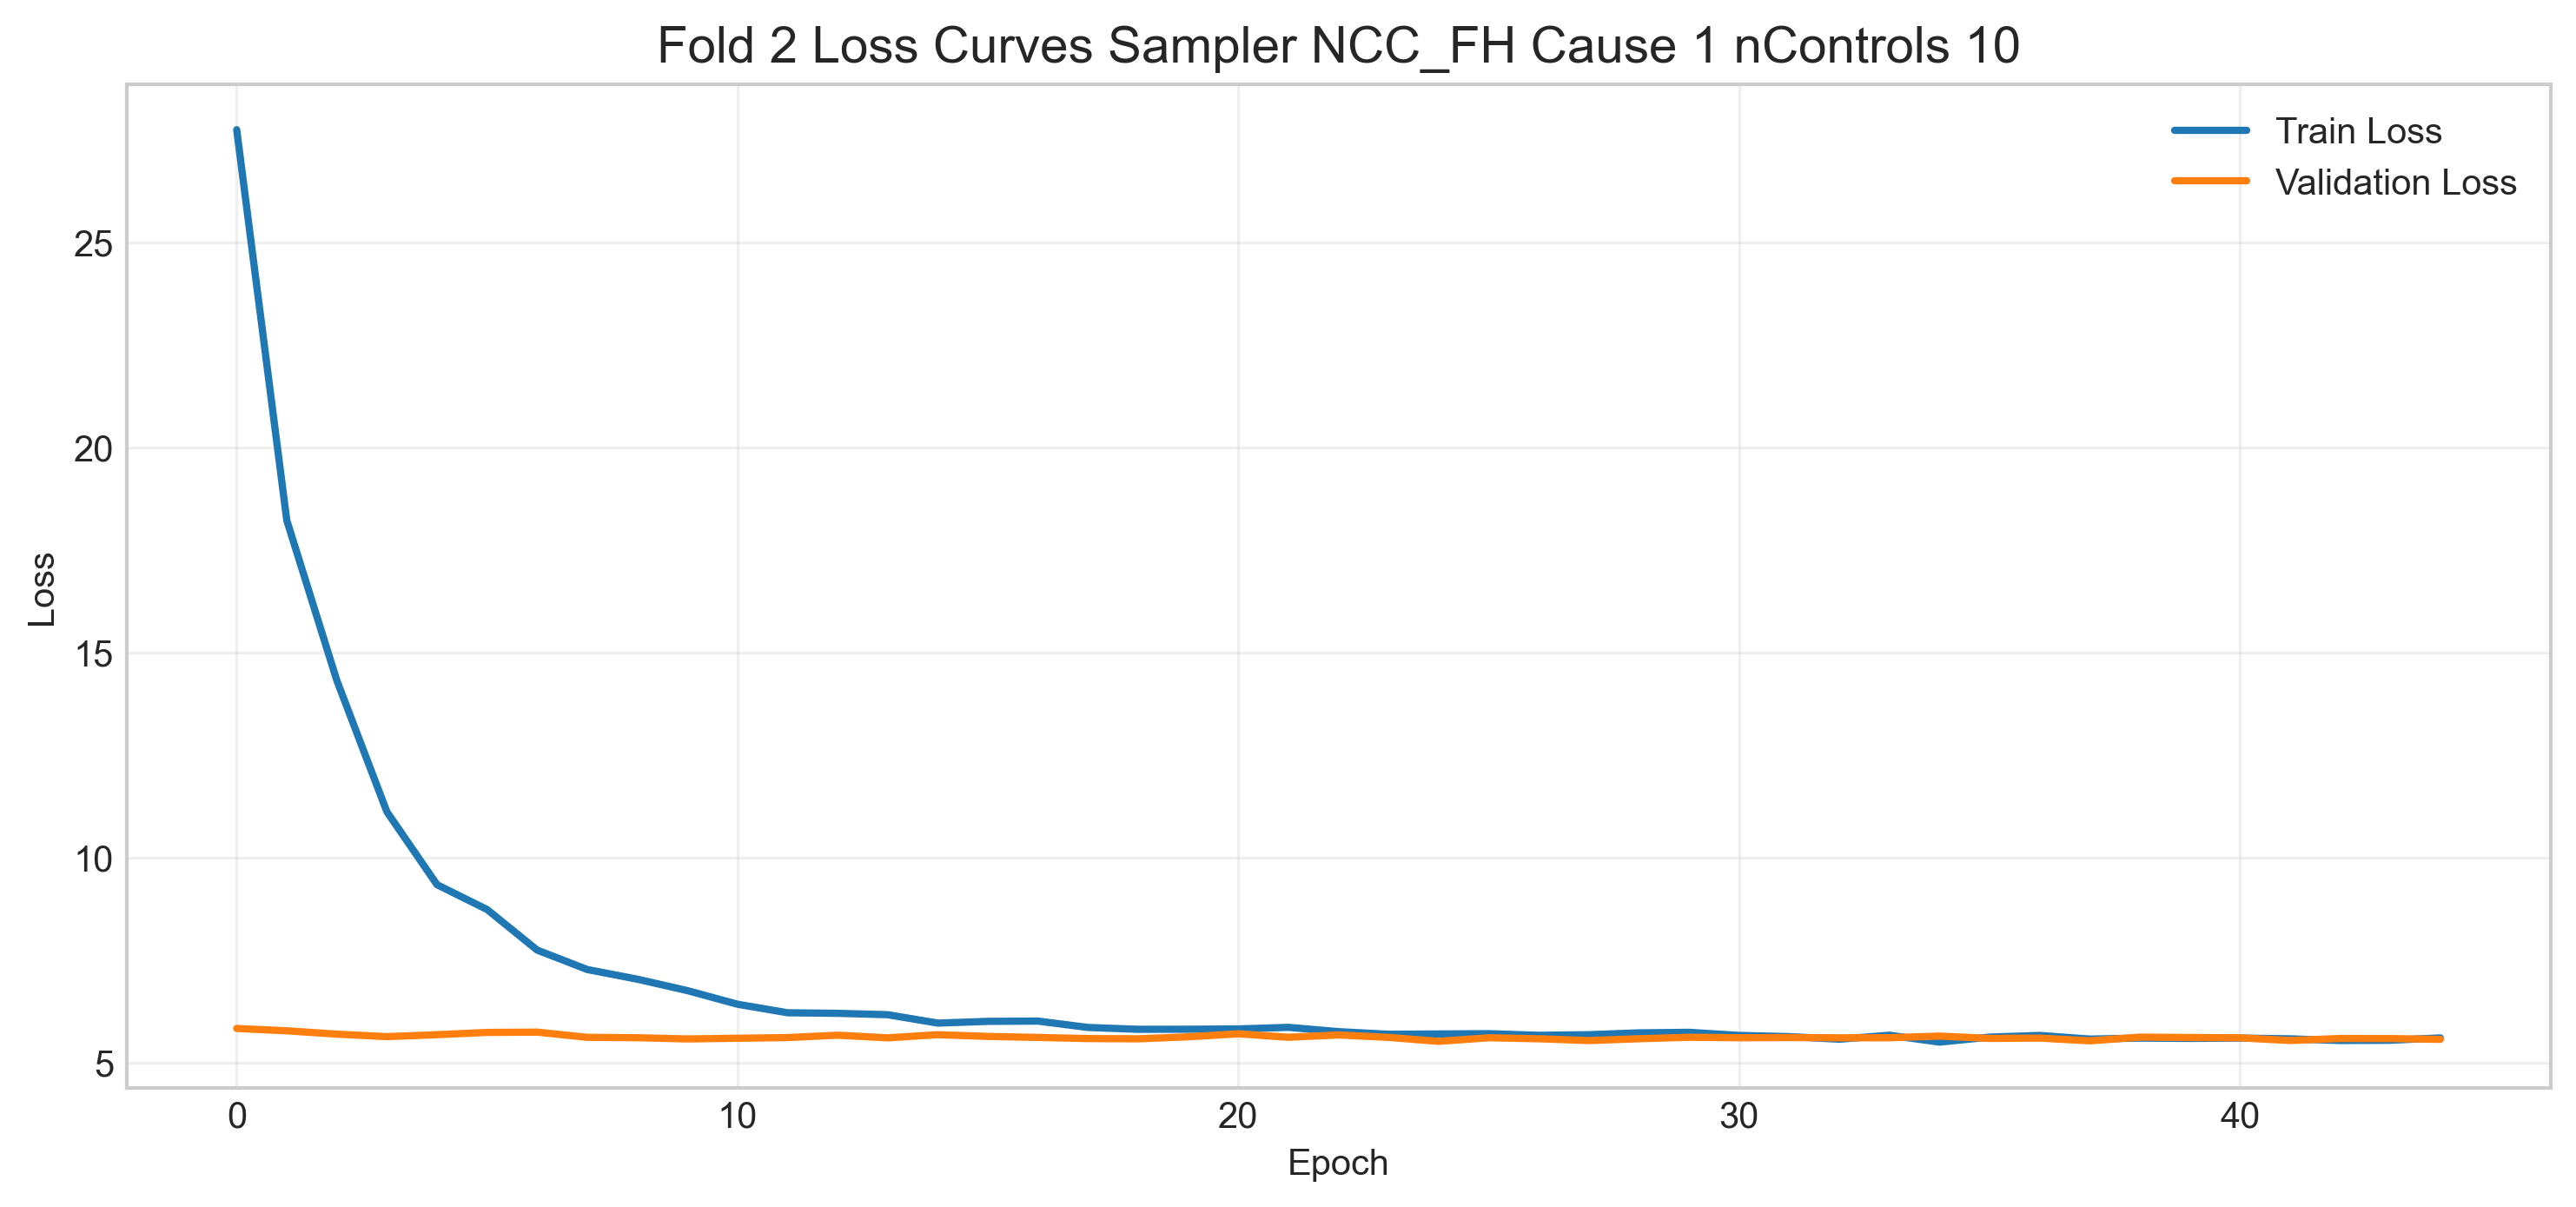 Fold 2 Loss Curves Sampler NCC_FH Cause 1 nControls 10
Train Loss
Validation Loss
25
20
15
10
5
Loss
0 10 20 30 40
Epoch